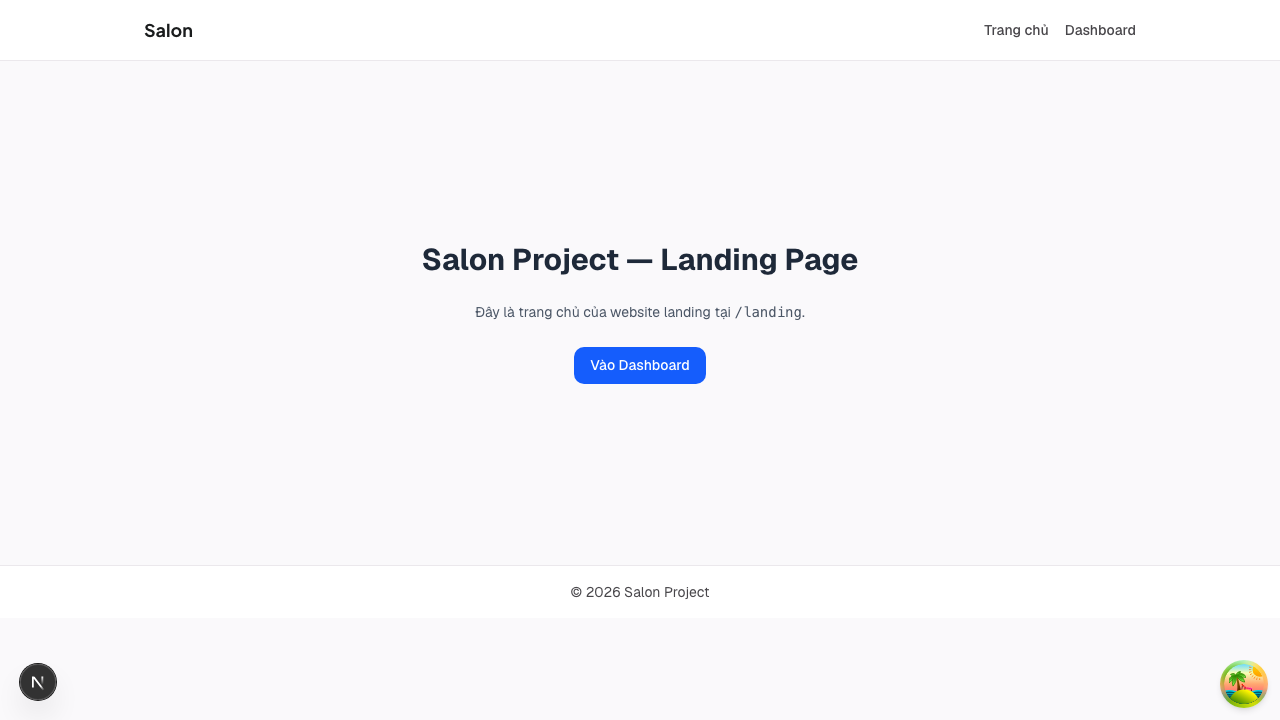 Salon
Trang chủ
Dashboard
Salon Project — Landing Page
Đây là trang chủ của website landing tại /landing.
Vào Dashboard
© 2026 Salon Project
N